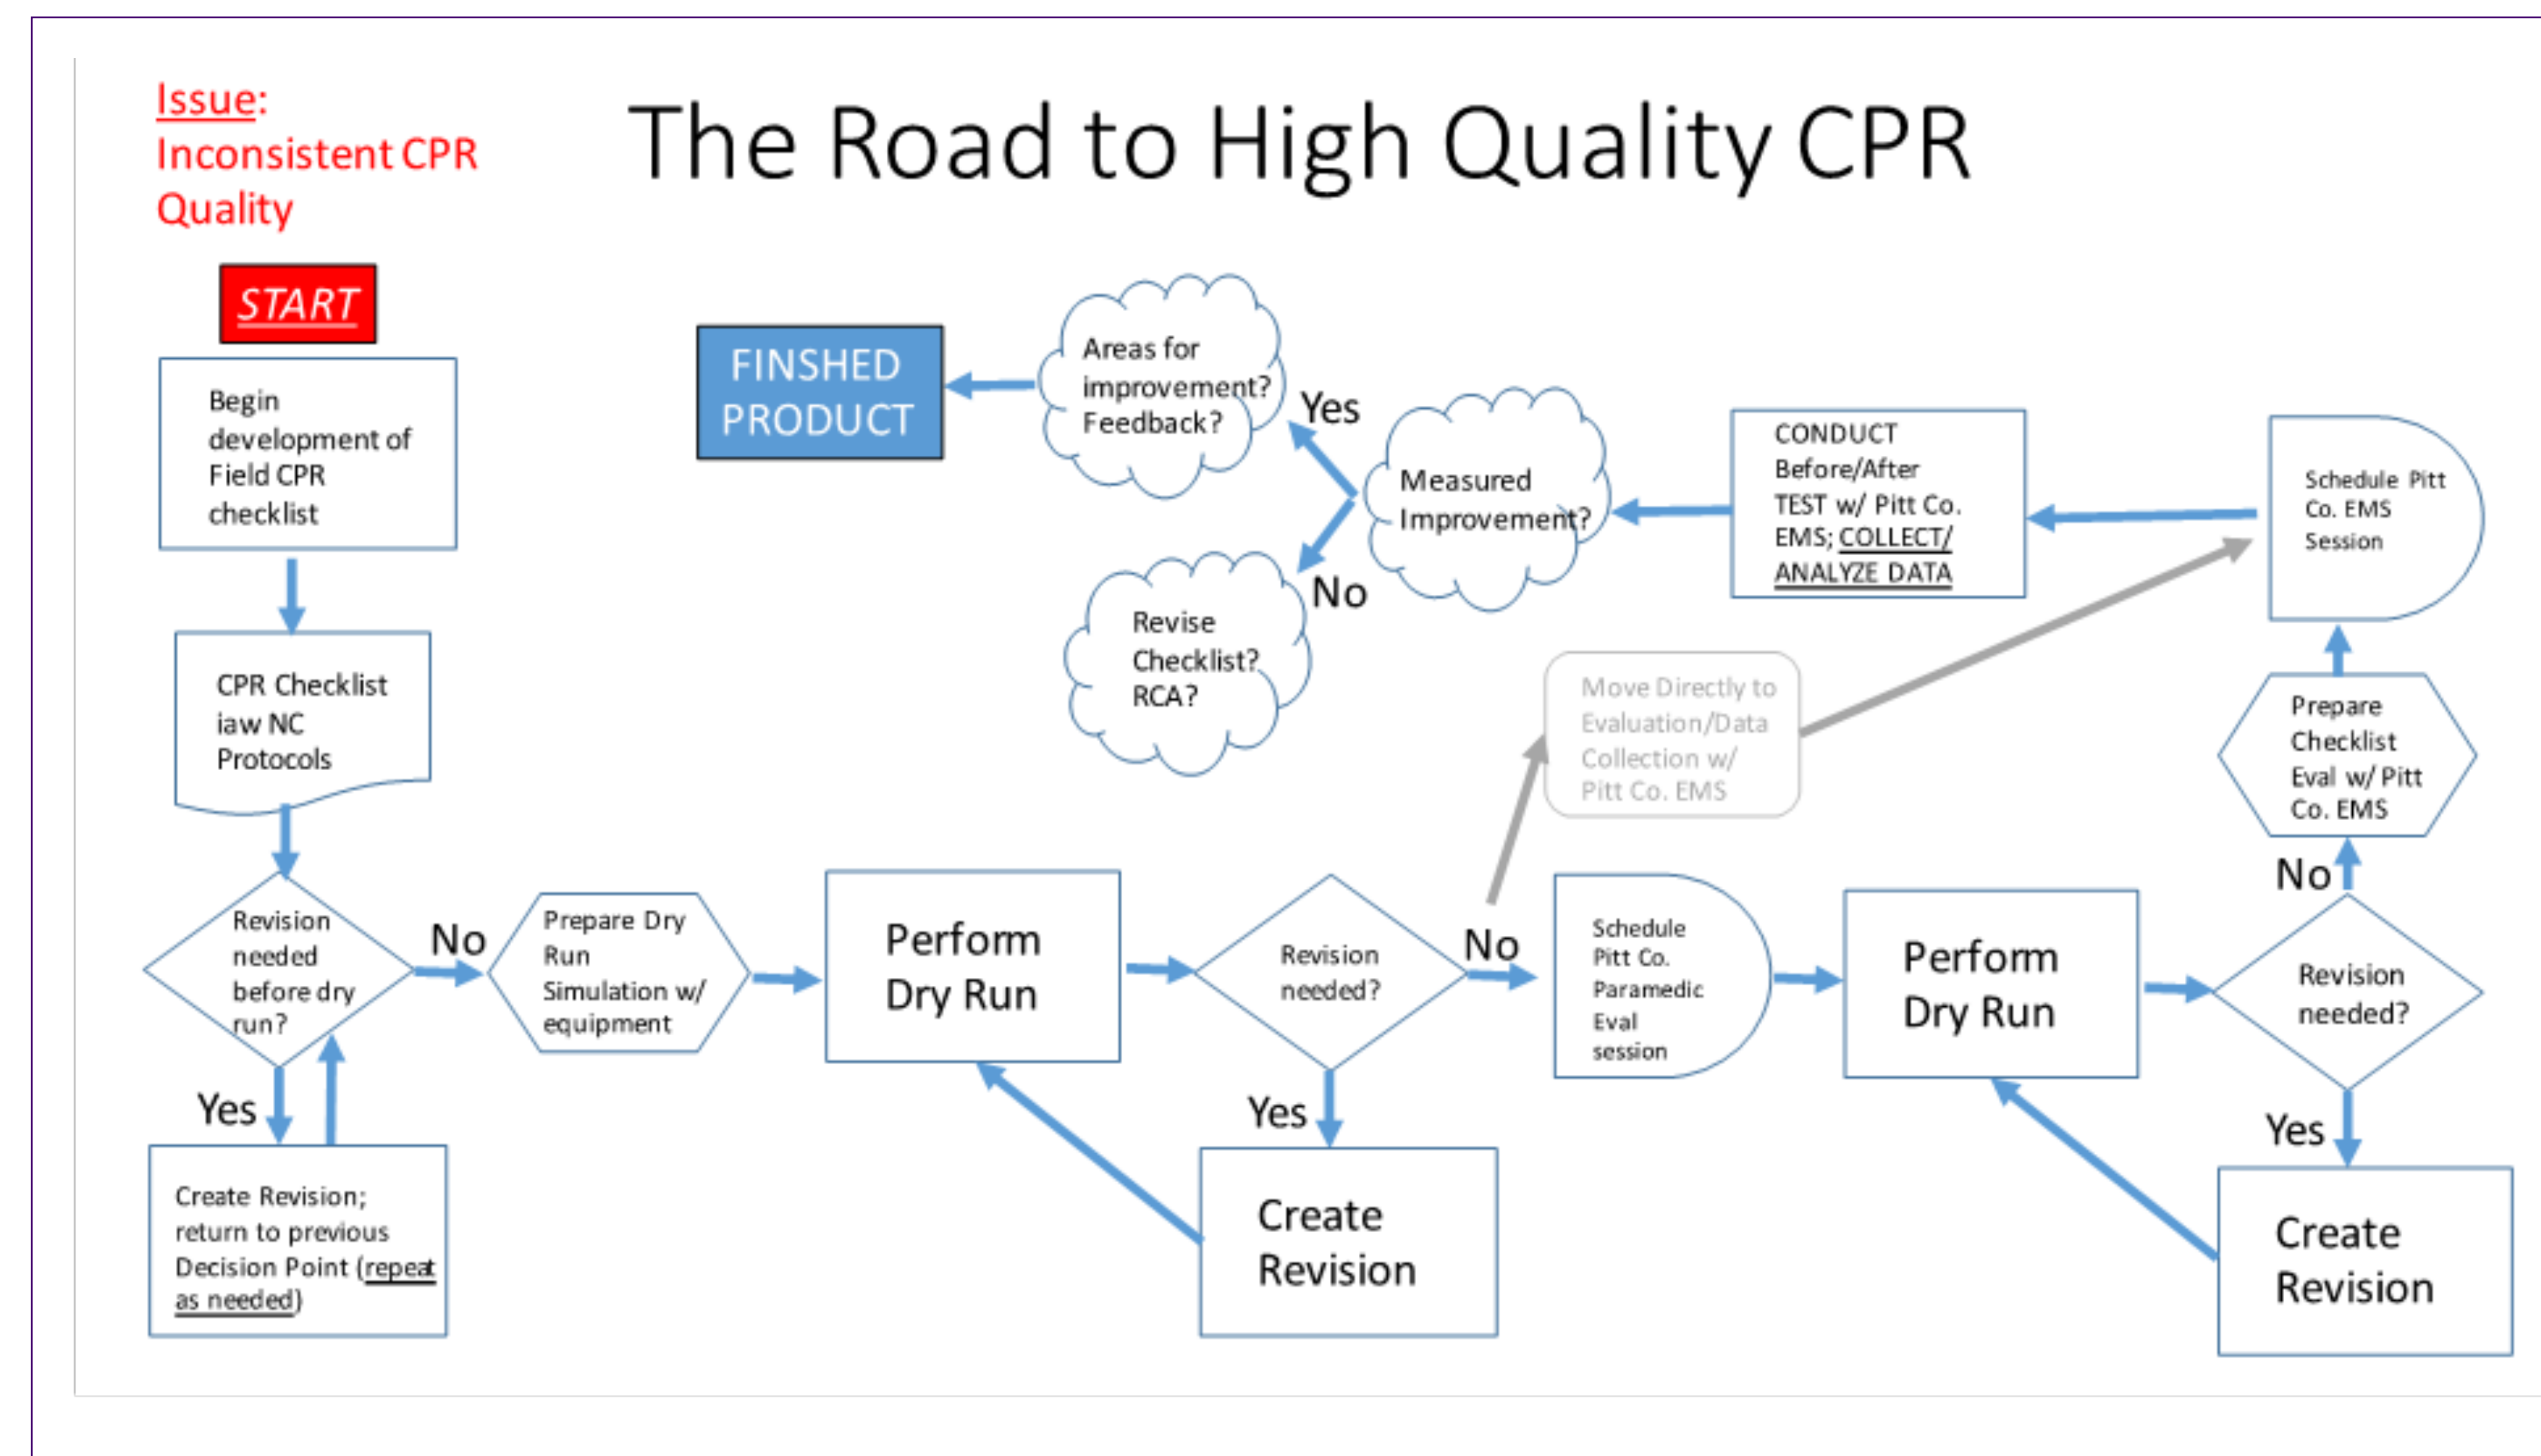 Issue:
Inconsistent CPR
Quality
The Road to High Quality CPR
START
Begin
development of
Field CPR
checklist
CPR Checklist
iaw NC
Protocols
Revision
needed
before dry
run?
No
Yes
Create Revision;
return to previous
Decision Point (repeat
as needed)
Prepare Dry
Run
Simulation w/
equipment
Perform
Dry Run
Revision
needed?
No
Yes
Create
Revision
Move Directly to
Evaluation/Data
Collection w/
Pitt Co. EMS
Schedule
Pitt Co.
Paramedic
Eval
session
Perform
Dry Run
Revision
needed?
Yes
Create
Revision
No
Prepare
Checklist
Eval w/ Pitt
Co. EMS
Schedule Pitt
Co. EMS
Session
CONDUCT
Before/After
TEST w/ Pitt Co.
EMS; COLLECT/
ANALYZE DATA
Measured
Improvement?
Yes
Areas for
improvement?
Feedback?
No
Revise
Checklist?
RCA?
FINSHED
PRODUCT